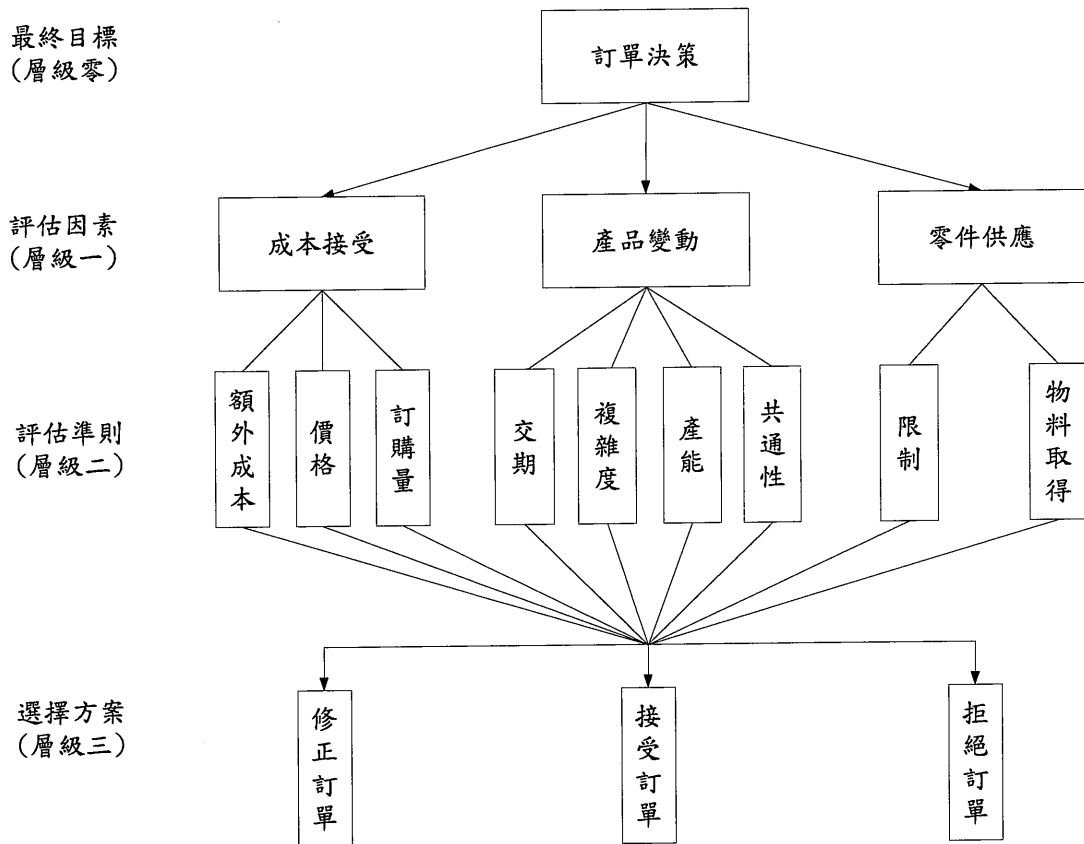 最終目標
(層級零)
訂單決策
評估因素
(層級一)
成本接受
產品變動
零件供應
評估準則
(層級二)
額外成本
價格
訂購量
交期
複雜度
產能
共通性
限制
物料取得
選擇方案
(層級三)
修正訂單
接受訂單
拒絕訂單